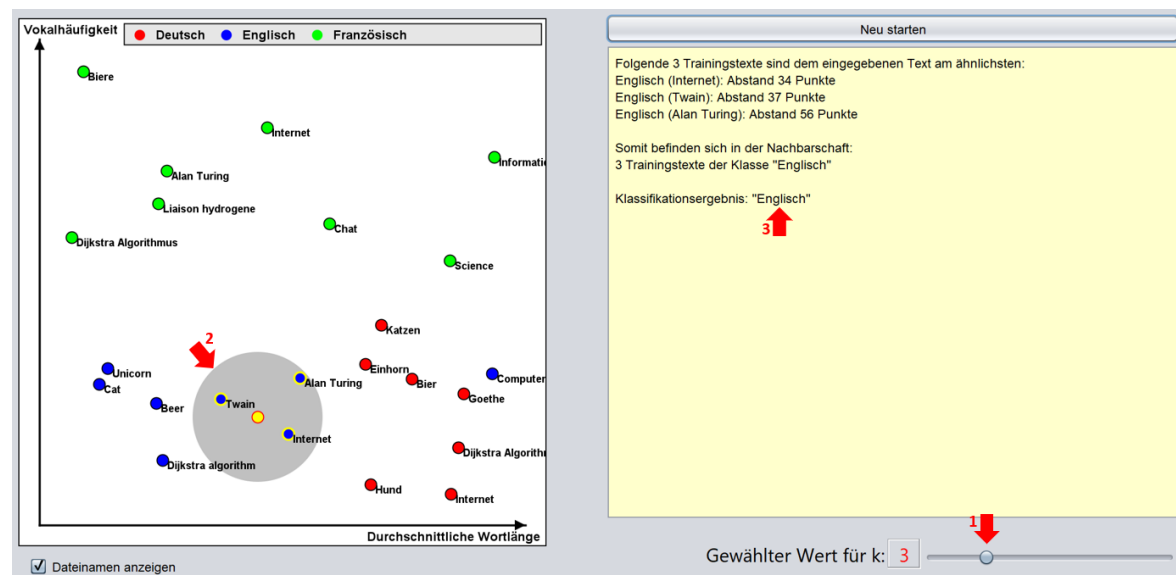 Vokalhäufigkeit
Deutsch Englisch Französisch
Biere
Internet
Informatic
Alan Turing
Liaison hydrogene
Chat
Dijkstra Algorithmus
Science
Katzen
2
Einhorn
Unicorn
Alan Turing
Bier
Computer
Cat
Goethe
Twain
Beer
Internet
Dijkstra Algorithm
Dijkstra algorithm
Hund
Internet
Durchschnittliche Wortlänge
Dateinamen anzeigen
Neu starten
Folgende 3 Trainingstexte sind dem eingegebenen Text am ähnlichsten:
Englisch (Internet): Abstand 34 Punkte
Englisch (Twain): Abstand 37 Punkte
Englisch (Alan Turing): Abstand 56 Punkte
Somit befinden sich in der Nachbarschaft:
3 Trainingstexte der Klasse "Englisch"
Klassifikationsergebnis: "Englisch"
3
1
Gewählter Wert für k: 3